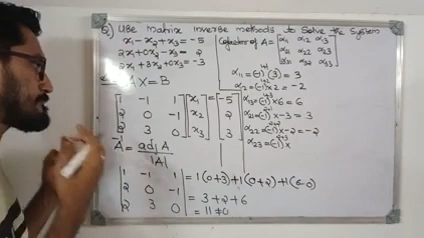 5) Use Matrix inverse methods to solve the system
x₁ - x₂ + x₃ = -5
2x₁ + 0x₂ - x₃ = 2
2x₁ + 3x₂ + 0x₃ = -3
AX = B
|1 -1 1| |x₁| = |-5|
|2 0 -1| |x₂| |2|
|2 3 0| |x₃| |3|
A⁻¹ = adj A / |A|
|1 -1 1| = 1(0+3)+1(0+2)+1(6-0)
|2 0 -1| = 3+2+6
|2 3 0| = 11≠0
Cofactor of A =
α₁₁ α₁₂ α₁₃
α₂₁ α₂₂ α₂₃
α₃₁ α₃₂ α₃₃
α₁₁ = (-1)¹⁺¹ (3) = 3
α₁₂ = (-1)¹⁺² × 2 = -2
α₁₃ = (-1)¹⁺³ × 6 = 6
α₂₁ = (-1)²⁺¹ × -3 = 3
α₂₂ = (-1)²⁺² × -2 = -2
α₂₃ = (-1)²⁺³ ×